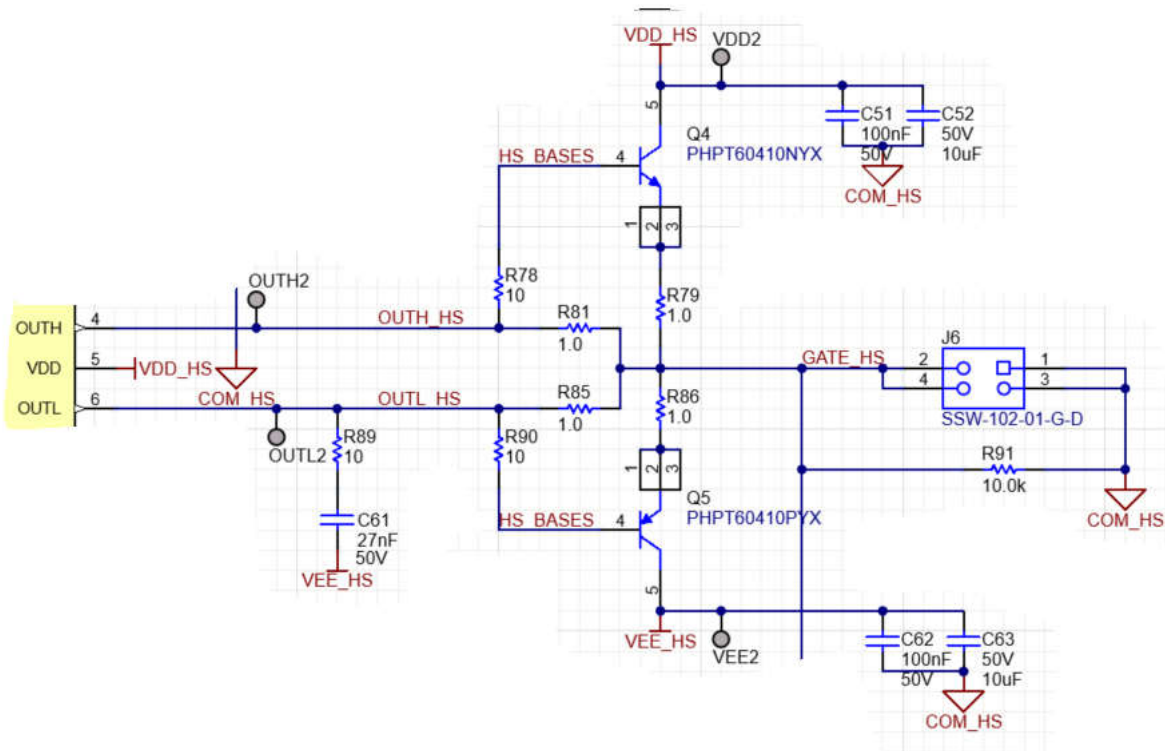 VDD_HS
VDD2
5
C51
100nF
50V
C52
50V
10uF
COM_HS
Q4
PHPT60410NYX
HS_BASES
4
1
2
3
R78
10
R79
1.0
OUTH2
OUTH
4
OUTH_HS
R81
1.0
VDD
5
VDD_HS
GATE_HS
J6
2
1
4
3
SSW-102-01-G-D
OUTL
6
COM_HS
OUTL_HS
R85
1.0
R86
1.0
OUTL2
R89
10
R90
10
R91
10.0k
COM_HS
1
2
3
C61
27nF
50V
VEE_HS
HS_BASES
4
Q5
PHPT60410PYX
5
VEE_HS
VEE2
C62
100nF
50V
C63
50V
10uF
COM_HS